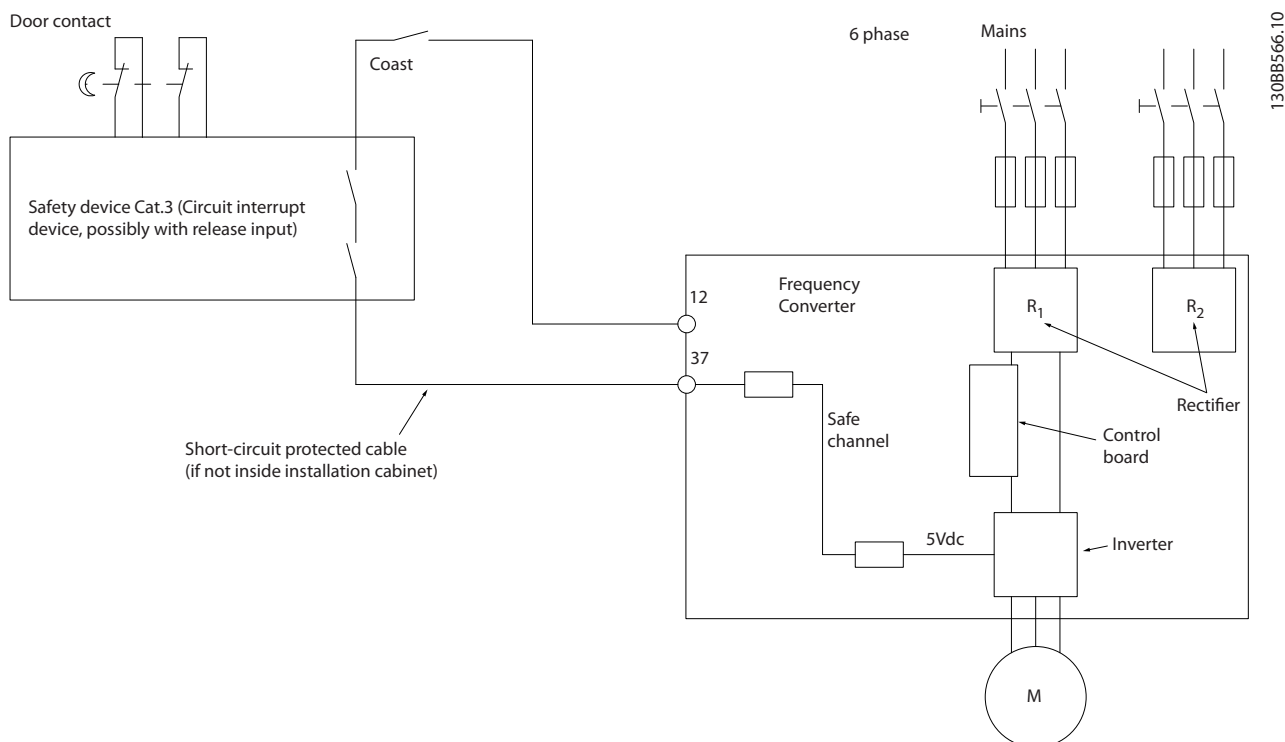 Door contact
Coast
6 phase
Mains
130BB566.10
Safety device Cat.3 (Circuit interrupt
device, possibly with release input)
12
Frequency
Converter
R1
R2
37
Rectifier
Safe
channel
Control
board
Short-circuit protected cable
(if not inside installation cabinet)
5Vdc
Inverter
M